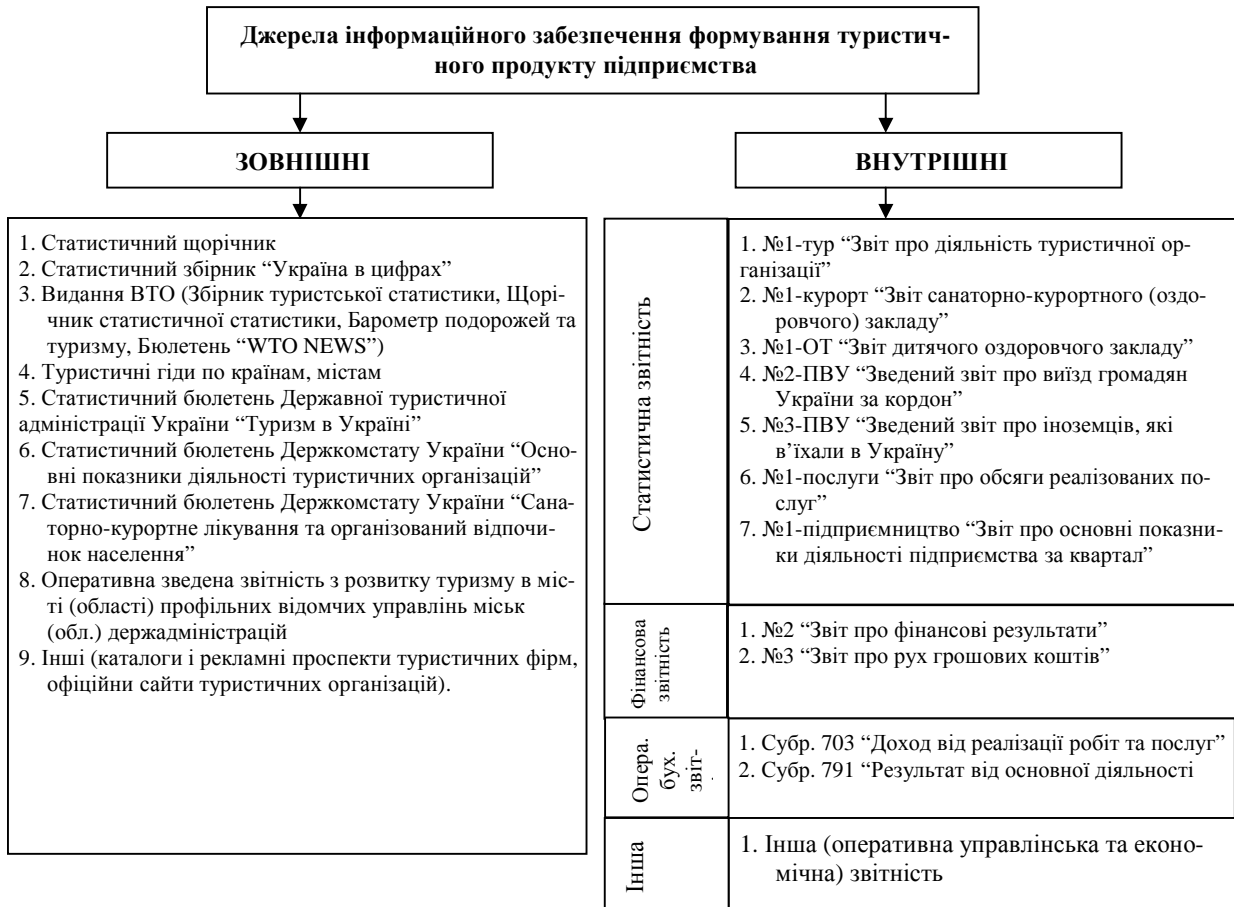 Джерела інформаційного забезпечення формування туристич-
ного продукту підприємства
ЗОВНІШНІ
ВНУТРІШНІ
1. Статистичний щорічник
2. Статистичний збірник “Україна в цифрах”
3. Видання ВТО (Збірник туристської статистики, Щорі-
чник статистичної статистики, Барометр подорожей та
туризму, Бюлетень “WTO NEWS”)
4. Туристичні гіди по країнам, містам
5. Статистичний бюлетень Державної туристичної
адміністрації України “Туризм в Україні”
6. Статистичний бюлетень Держкомстату України “Осно-
вні показники діяльності туристичних організацій”
7. Статистичний бюлетень Держкомстату України “Сана-
торно-курортне лікування та організований відпочи-
нок населення”
8. Оперативна зведена звітність з розвитку туризму в міс-
ті (області) профільних відомчих управлінь міськ
(обл.) держадміністрацій
9. Інші (каталоги і рекламні проспекти туристичних фірм,
офіційни сайти туристичних організацій).
Статистична звітність
1. №1-тур “Звіт про діяльність туристичної ор-
ганізації”
2. №1-курорт “Звіт санаторно-курортного (оздо-
ровчого) закладу”
3. №1-ОТ “Звіт дитячого оздоровчого закладу”
4. №2-ПВУ “Зведений звіт про виїзд громадян
України за кордон”
5. №3-ПВУ “Зведений звіт про іноземців, які
в’їхали в Україну”
6. №1-послуги “Звіт про обсяги реалізованих по-
слуг”
7. №1-підприємництво “Звіт про основні показни-
ки діяльності підприємства за квартал”
Фінансова
звітність
1. №2 “Звіт про фінансові результати”
2. №3 “Звіт про рух грошових коштів”
Опера.
бух.
звіт-
1. Субр. 703 “Доход від реалізації робіт та послуг”
2. Субр. 791 “Результат від основної діяльності
Інша
1. Інша (оперативна управлінська та еконо-
мічна) звітність